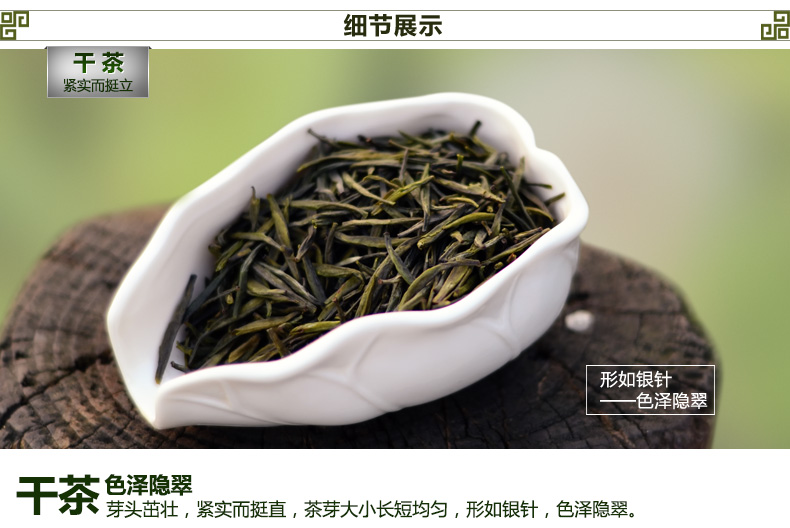 细节展示
干茶
紧实而挺立
形如银针
——色泽隐翠
干茶 色泽隐翠
芽头茁壮，紧实而挺直，茶芽大小长短均匀，形如银针，色泽隐翠。